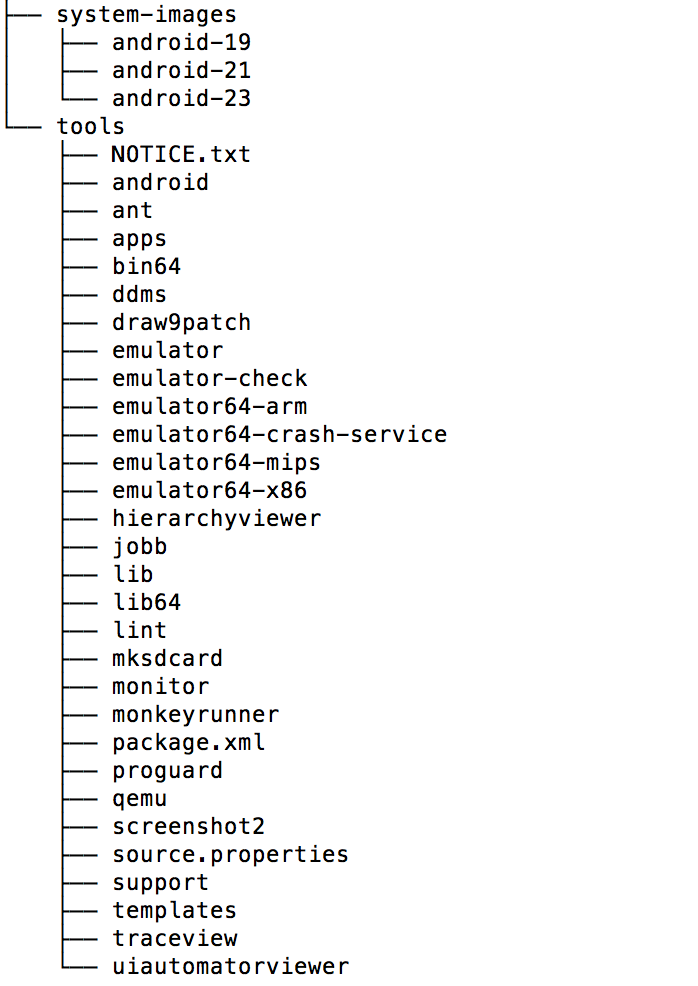 ├── system-images
│   ├── android-19
│   ├── android-21
│   └── android-23
└── tools
    ├── NOTICE.txt
    ├── android
    ├── ant
    ├── apps
    ├── bin64
    ├── ddms
    ├── draw9patch
    ├── emulator
    ├── emulator-check
    ├── emulator64-arm
    ├── emulator64-crash-service
    ├── emulator64-mips
    ├── emulator64-x86
    ├── hierarchyviewer
    ├── jobb
    ├── lib
    ├── lib64
    ├── lint
    ├── mksdcard
    ├── monitor
    ├── monkeyrunner
    ├── package.xml
    ├── proguard
    ├── qemu
    ├── screenshot2
    ├── source.properties
    ├── support
    ├── templates
    ├── traceview
    └── uiautomatorviewer